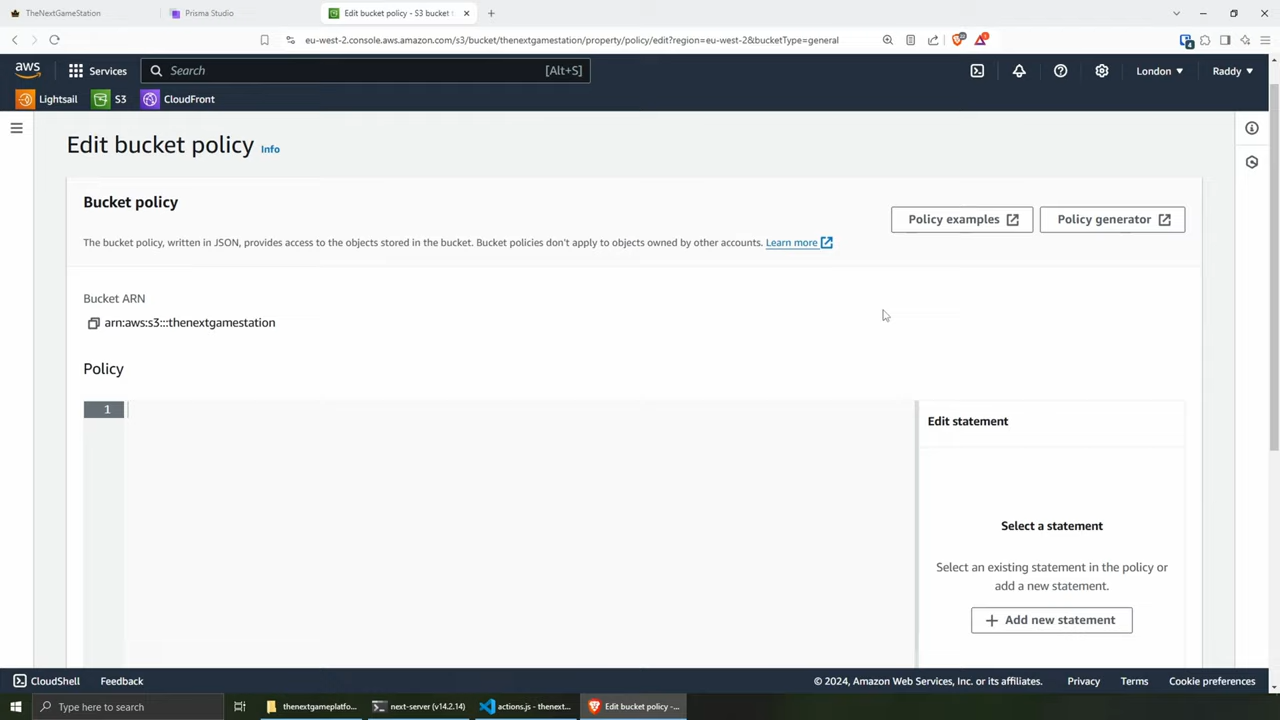 TheNextGameStation
Prisma Studio
Edit bucket policy - S3 bucket
eu-west-2.console.aws.amazon.com/s3/bucket/thenextgamestation/property/policy/edit?region=eu-west-2&bucketType=general
aws
Services
Search
[Alt+S]
London
Raddy
Lightsail
S3
CloudFront
Edit bucket policy
Info
Bucket policy
Policy examples
Policy generator
The bucket policy, written in JSON, provides access to the objects stored in the bucket. Bucket policies don't apply to objects owned by other accounts. Learn more
Bucket ARN
arn:aws:s3:::thenextgamestation
Policy
1
Edit statement
Select a statement
Select an existing statement in the policy or
add a new statement.
+ Add new statement
CloudShell
Feedback
© 2024, Amazon Web Services, Inc. or its affiliates.
Privacy
Terms
Cookie preferences
Type here to search
thenextgameplatfo...
next-server (v14.2.14)
actions.js - thenext...
Edit bucket policy -...